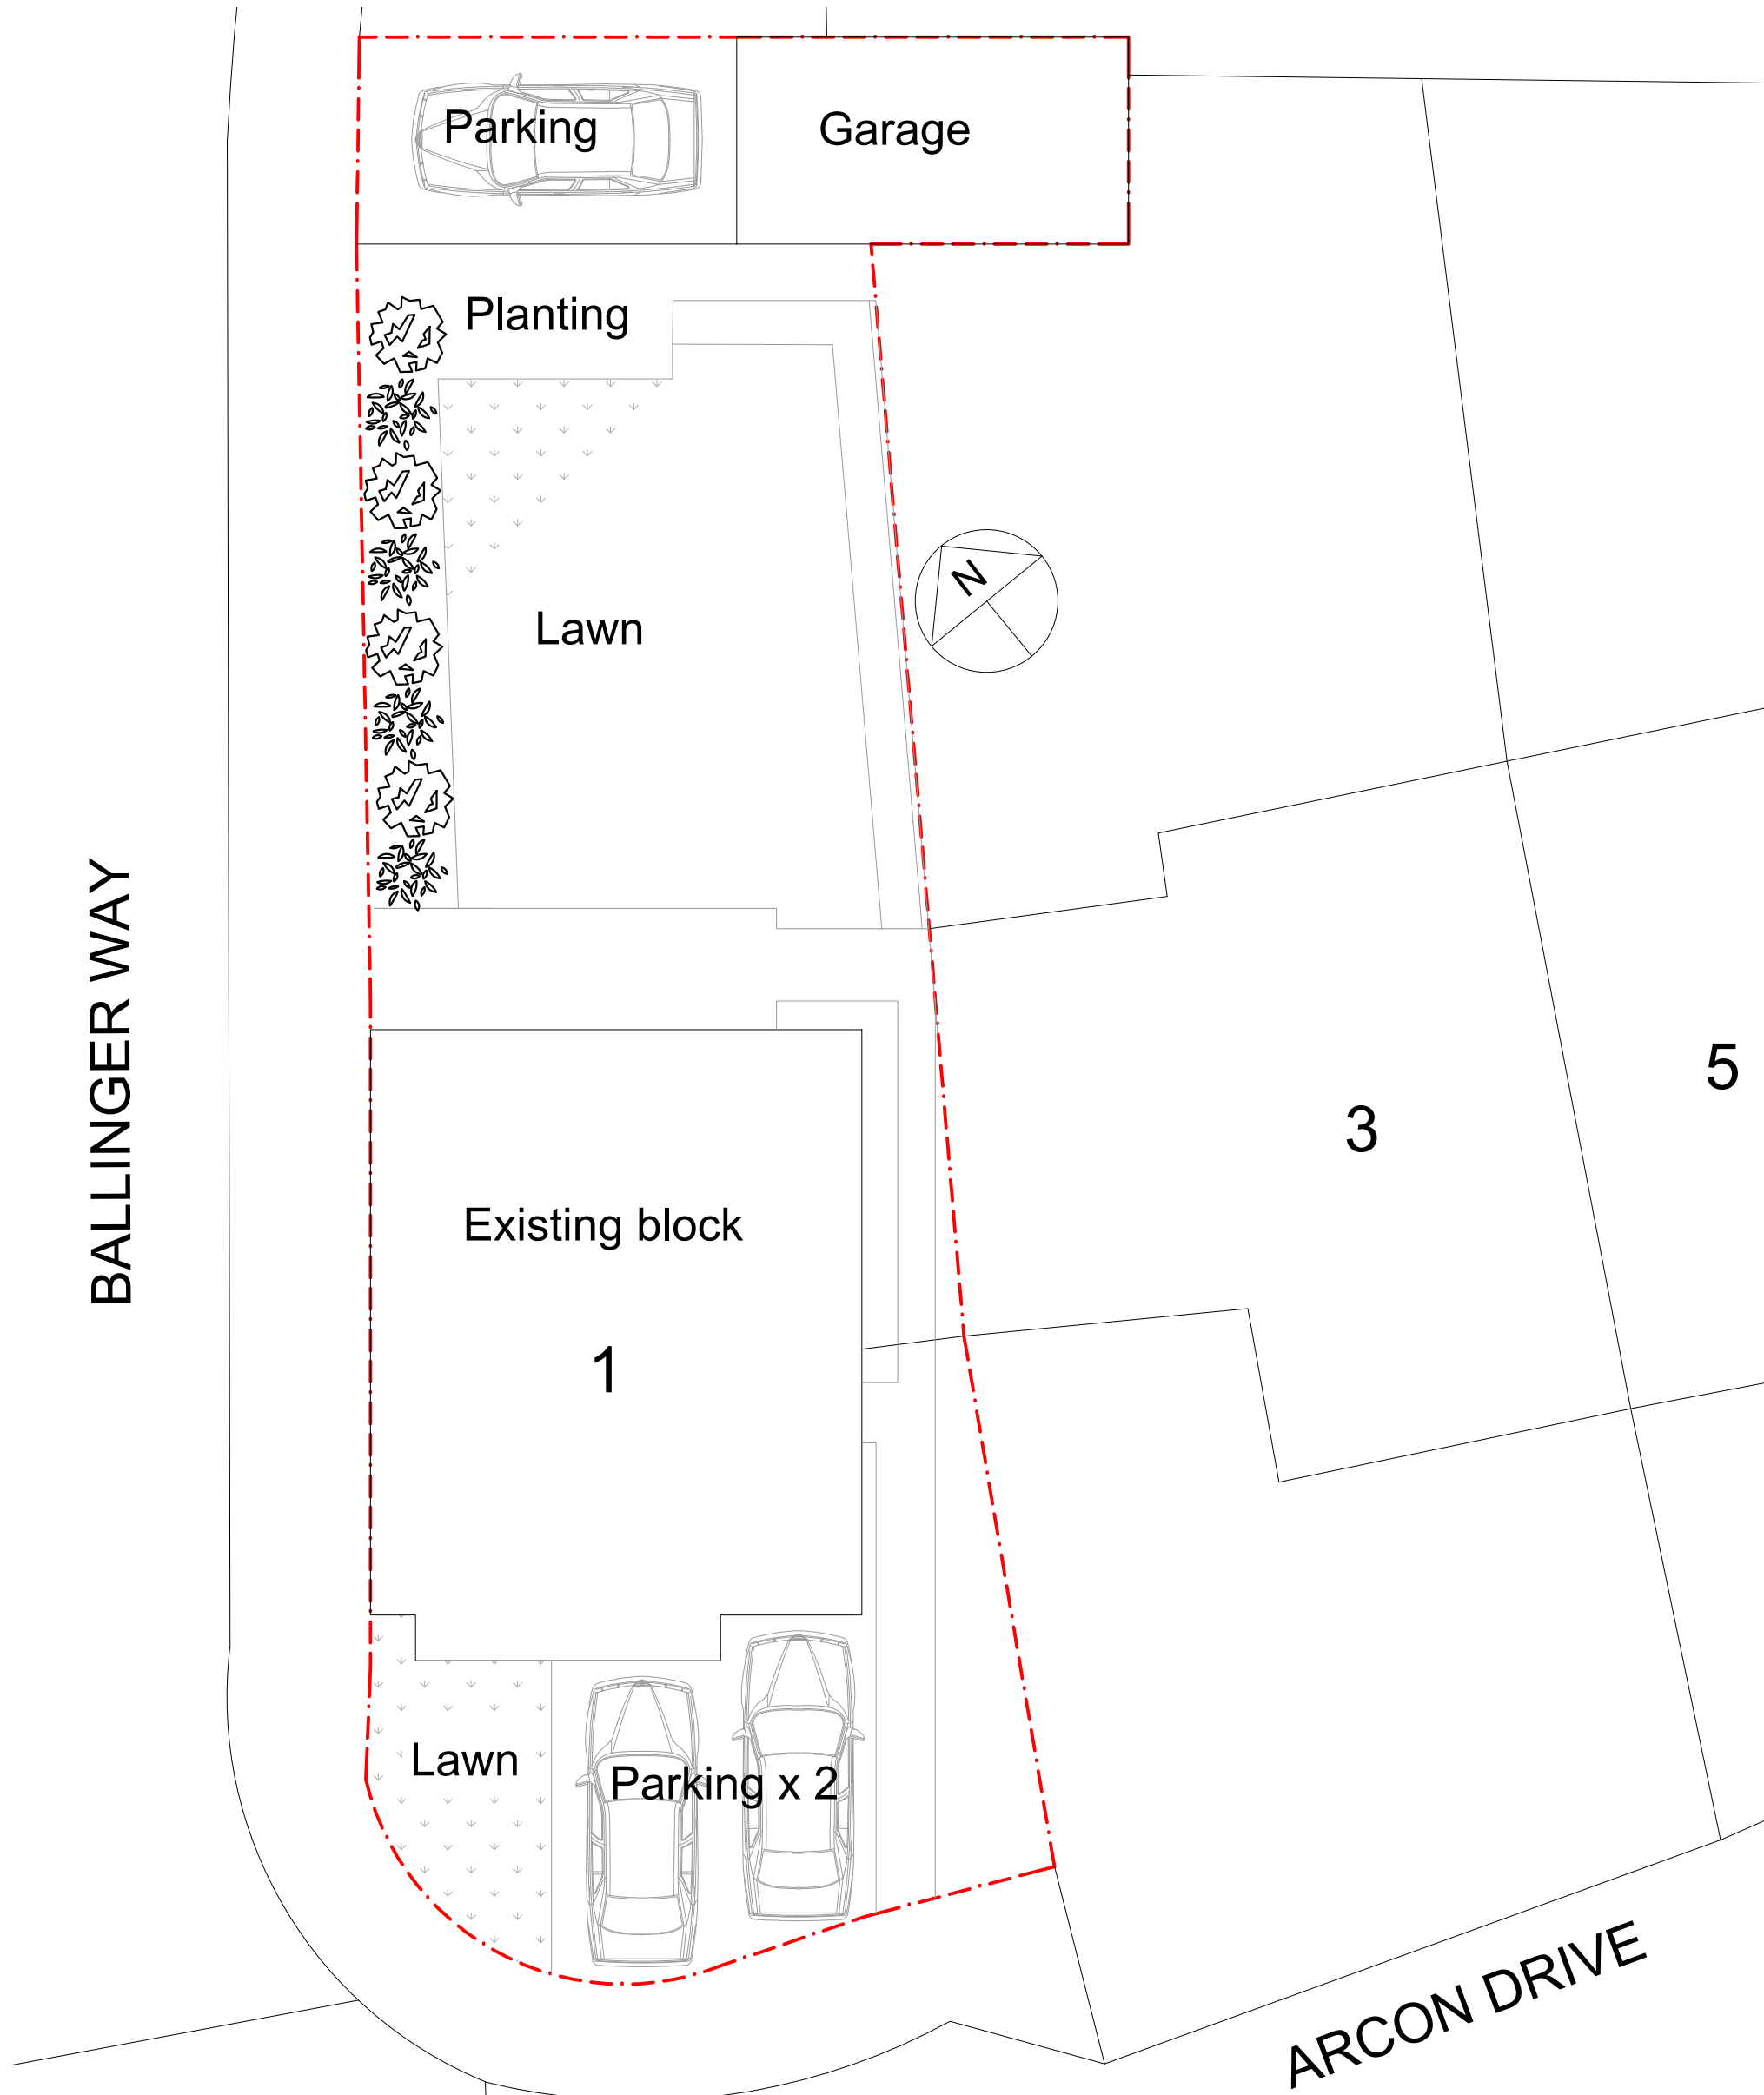 Parking
Garage
Planting
N
Lawn
BALLINGER WAY
5
3
Existing block
1
Lawn
Parking x 2
ARCON DRIVE